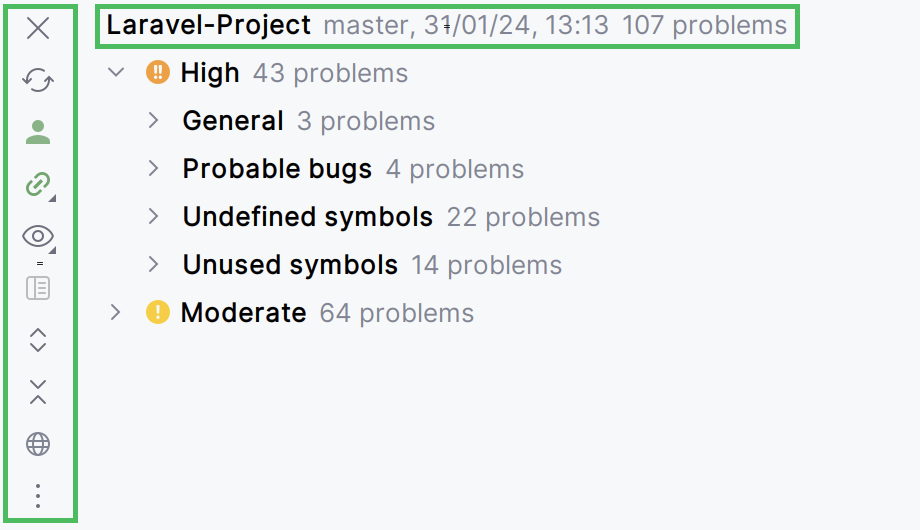 Laravel-Project master, 31/01/24, 13:13 107 problems
High 43 problems
General 3 problems
Probable bugs 4 problems
Undefined symbols 22 problems
Unused symbols 14 problems
Moderate 64 problems